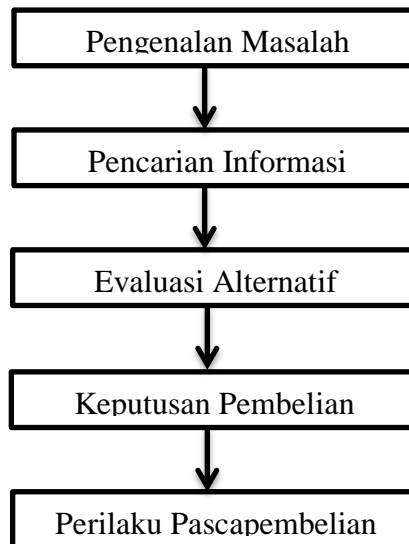 Pengenalan Masalah
Pencarian Informasi
Evaluasi Alternatif
Keputusan Pembelian
Perilaku Pascapembelian